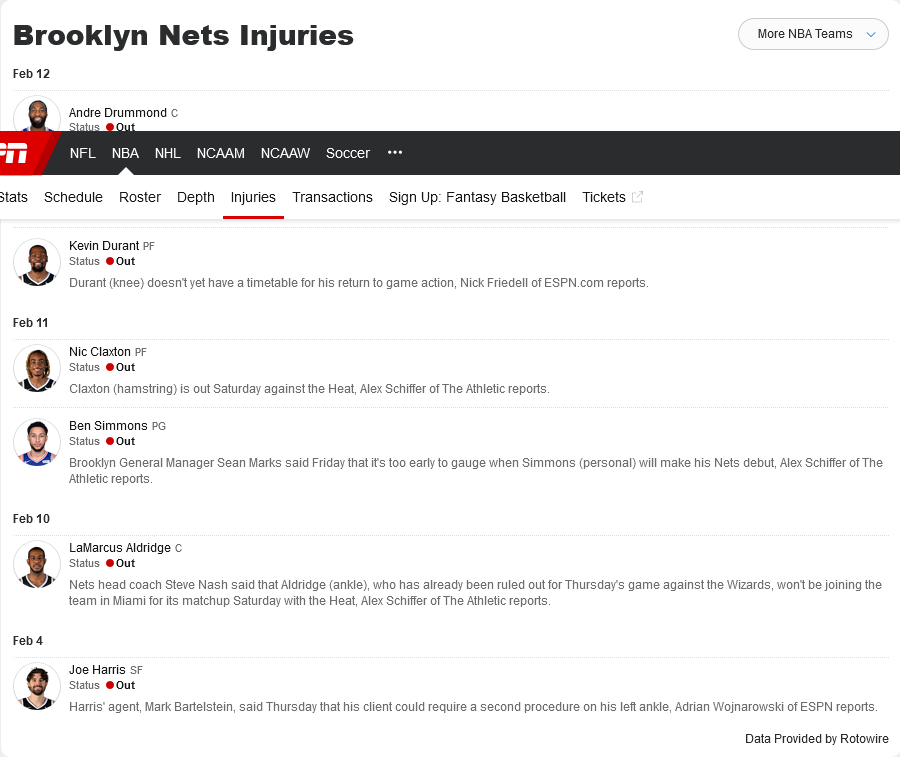 Brooklyn Nets Injuries
More NBA Teams
Feb 12
Andre Drummond C
Status Out
NFL NBA NHL NCAAM NCAAW Soccer •••
Stats Schedule Roster Depth Injuries Transactions Sign Up: Fantasy Basketball Tickets
Kevin Durant PF
Status Out
Durant (knee) doesn't yet have a timetable for his return to game action, Nick Friedell of ESPN.com reports.
Feb 11
Nic Claxton PF
Status Out
Claxton (hamstring) is out Saturday against the Heat, Alex Schiffer of The Athletic reports.
Ben Simmons PG
Status Out
Brooklyn General Manager Sean Marks said Friday that it's too early to gauge when Simmons (personal) will make his Nets debut, Alex Schiffer of The
Athletic reports.
Feb 10
LaMarcus Aldridge C
Status Out
Nets head coach Steve Nash said that Aldridge (ankle), who has already been ruled out for Thursday's game against the Wizards, won't be joining the
team in Miami for its matchup Saturday with the Heat, Alex Schiffer of The Athletic reports.
Feb 4
Joe Harris SF
Status Out
Harris' agent, Mark Bartelstein, said Thursday that his client could require a second procedure on his left ankle, Adrian Wojnarowski of ESPN reports.
Data Provided by Rotowire